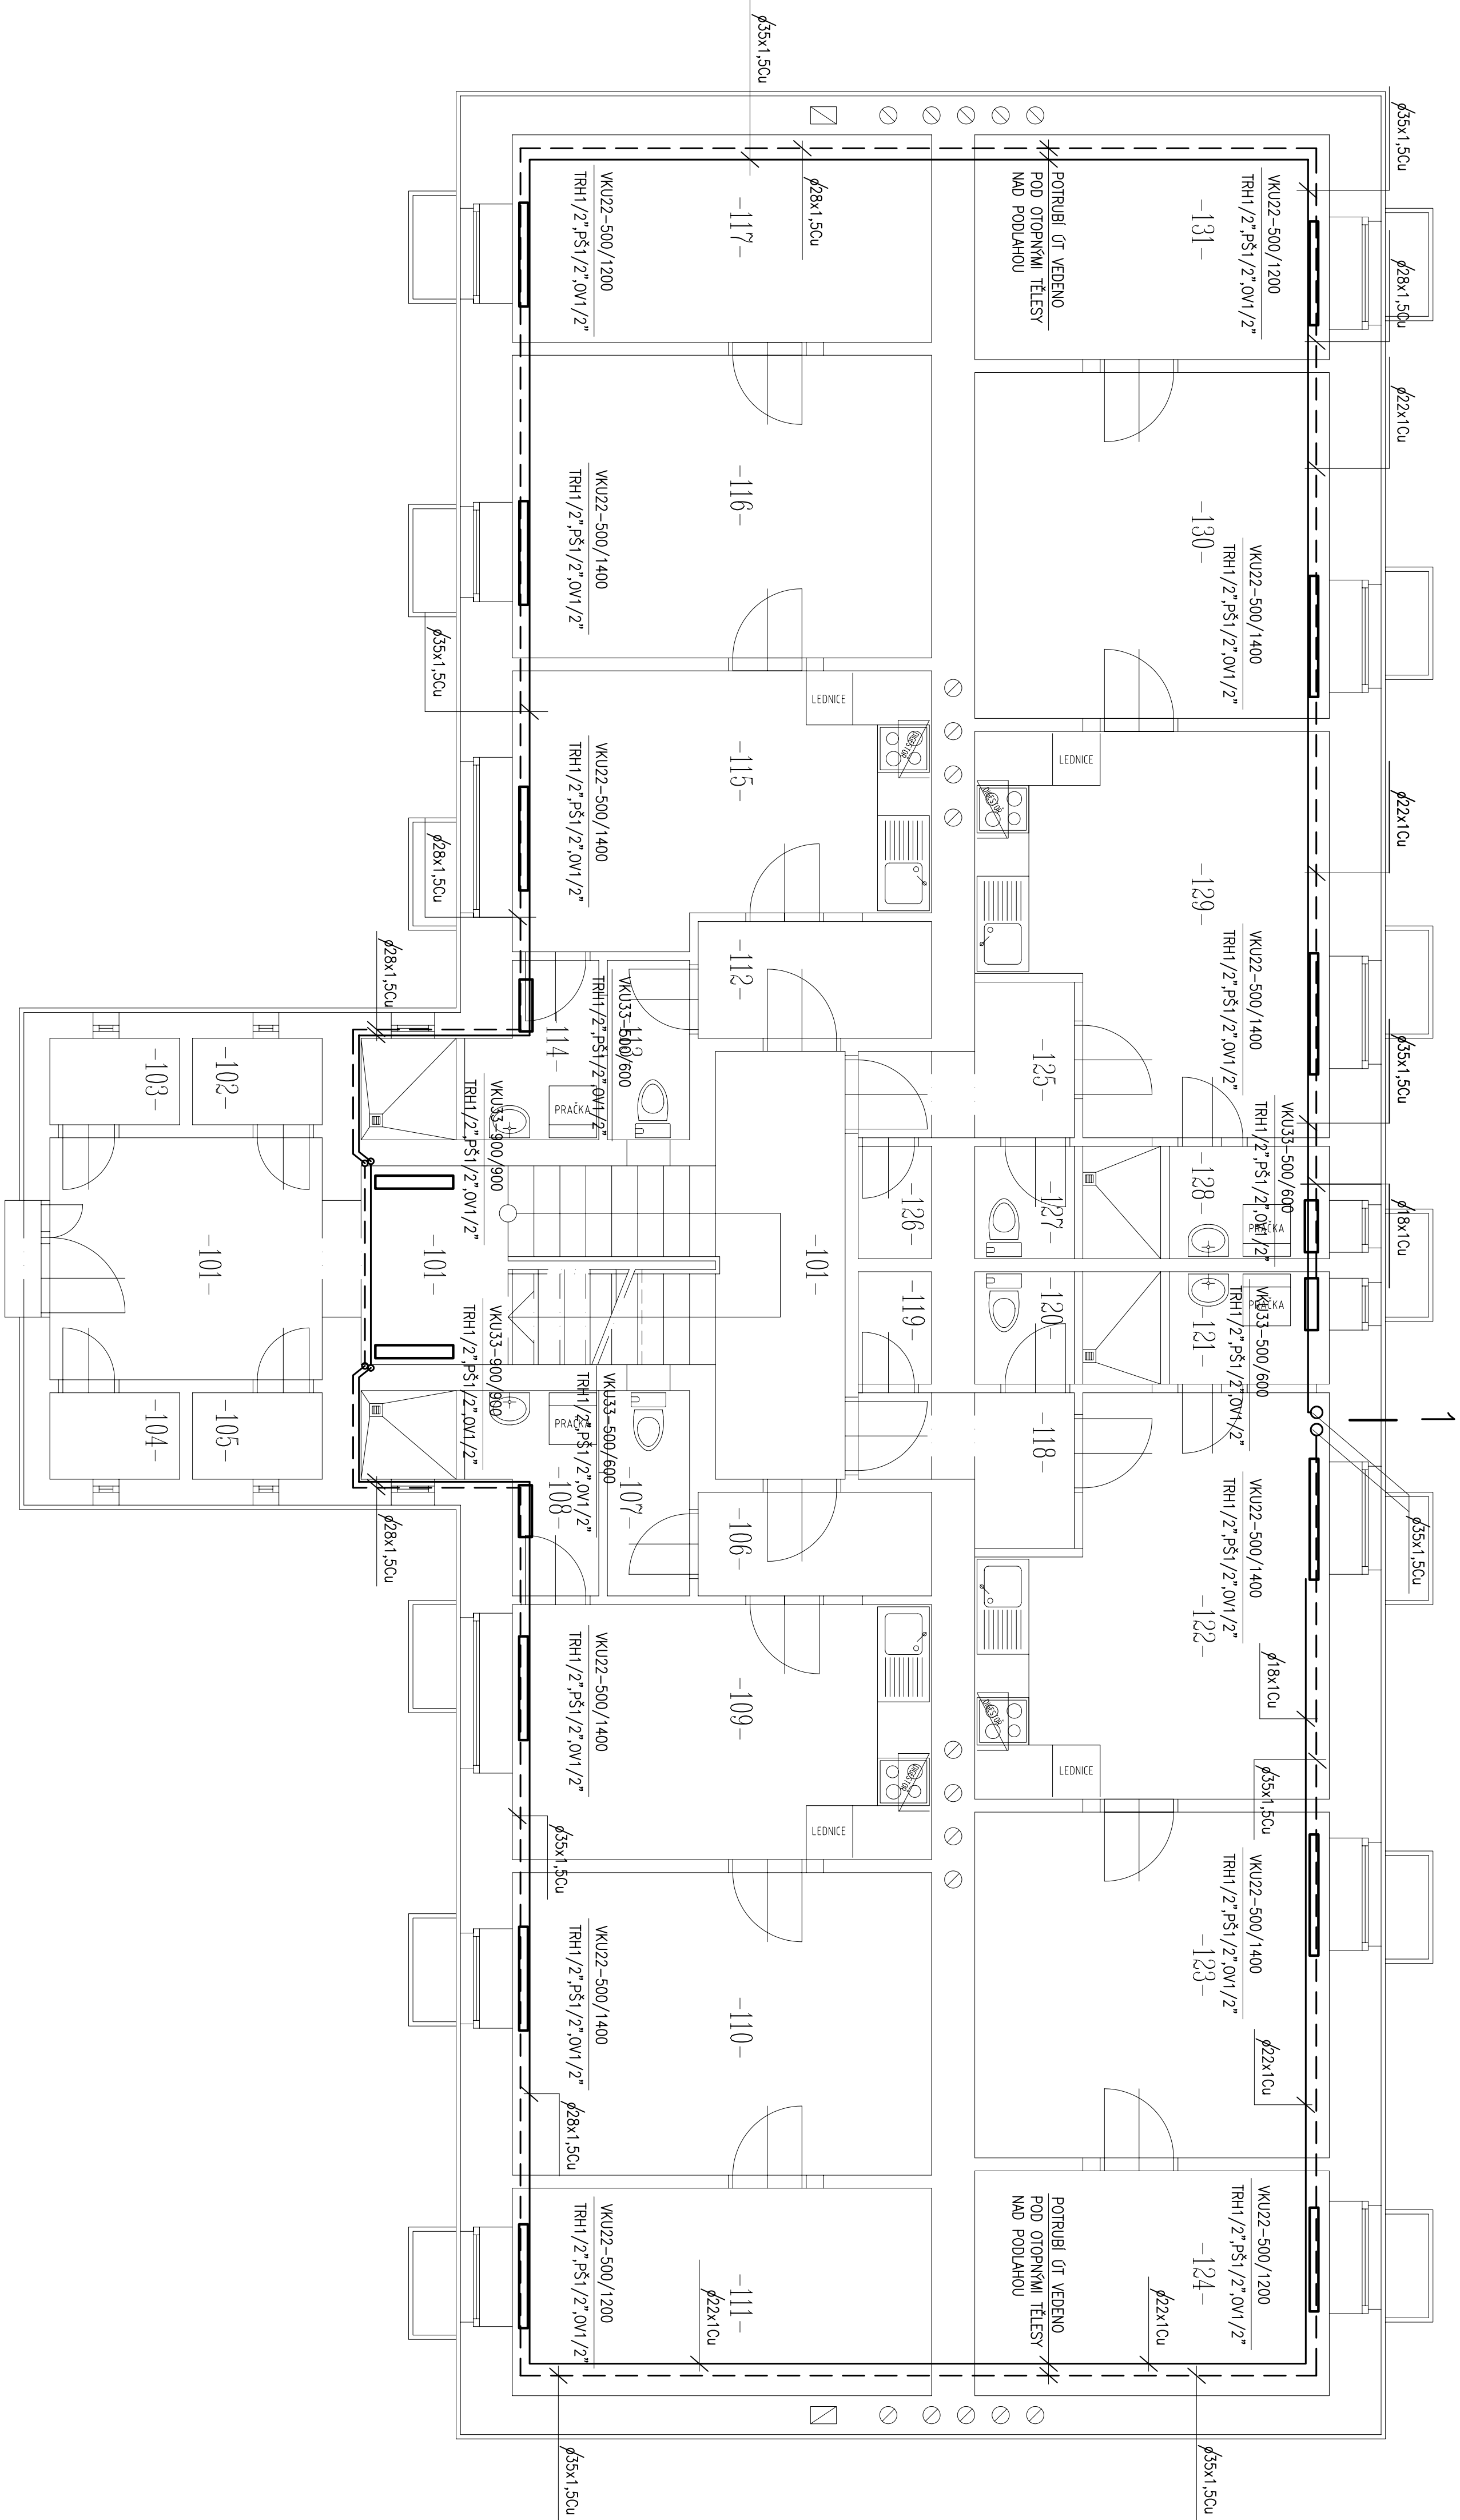 1
ø35x1,5Cu
ø28x1,5Cu
ø22x1Cu
ø22x1Cu
ø35x1,5Cu
ø18x1Cu
ø35x1,5Cu
VKU22-500/1200
TRH1/2",PŠ1/2",OV1/2"
-131-
VKU22-500/1400
TRH1/2",PŠ1/2",OV1/2"
-130-
VKU22-500/1400
TRH1/2",PŠ1/2",OV1/2"
-129-
VKU33-500/600
TRH1/2",PŠ1/2",OV1/2"
PRAČKA
-128-
VKU33-500/600
TRH1/2",PŠ1/2",OV1/2"
PRAČKA
-121-
VKU22-500/1400
TRH1/2",PŠ1/2",OV1/2"
-122-
ø18x1Cu
ø35x1,5Cu
VKU22-500/1400
TRH1/2",PŠ1/2",OV1/2"
-123-
ø22x1Cu
VKU22-500/1200
TRH1/2",PŠ1/2",OV1/2"
-124-
ø22x1Cu
ø35x1,5Cu
POTRUBÍ ÚT VEDENO
POD OTOPNÝMI TĚLESY
NAD PODLAHOU
LEDNICE
DIGESTOŘ
-125-
-127-
-120-
-118-
DIGESTOŘ
LEDNICE
POTRUBÍ ÚT VEDENO
POD OTOPNÝMI TĚLESY
NAD PODLAHOU
-126-
-119-
DIGESTOŘ
LEDNICE
DIGESTOŘ
LEDNICE
-101-
ø35x1,5Cu
ø28x1,5Cu
-117-
-116-
-115-
-112-
-106-
-109-
-110-
-111-
ø22x1Cu
VKU22-500/1200
TRH1/2",PŠ1/2",OV1/2"
VKU22-500/1400
TRH1/2",PŠ1/2",OV1/2"
VKU22-500/1400
TRH1/2",PŠ1/2",OV1/2"
-113-
VKU33-500/600
TRH1/2",PŠ1/2",OV1/2"
-114-
PRAČKA
-107-
VKU33-500/600
TRH1/2",PŠ1/2",OV1/2"
-108-
PRAČKA
VKU22-500/1400
TRH1/2",PŠ1/2",OV1/2"
VKU22-500/1400
TRH1/2",PŠ1/2",OV1/2"
VKU22-500/1200
TRH1/2",PŠ1/2",OV1/2"
ø35x1,5Cu
ø28x1,5Cu
ø35x1,5Cu
VKU33-900/900
TRH1/2",PŠ1/2",OV1/2"
VKU33-900/900
TRH1/2",PŠ1/2",OV1/2"
ø35x1,5Cu
ø28x1,5Cu
ø28x1,5Cu
-101-
ø28x1,5Cu
-102-
-101-
-105-
-103-
-104-